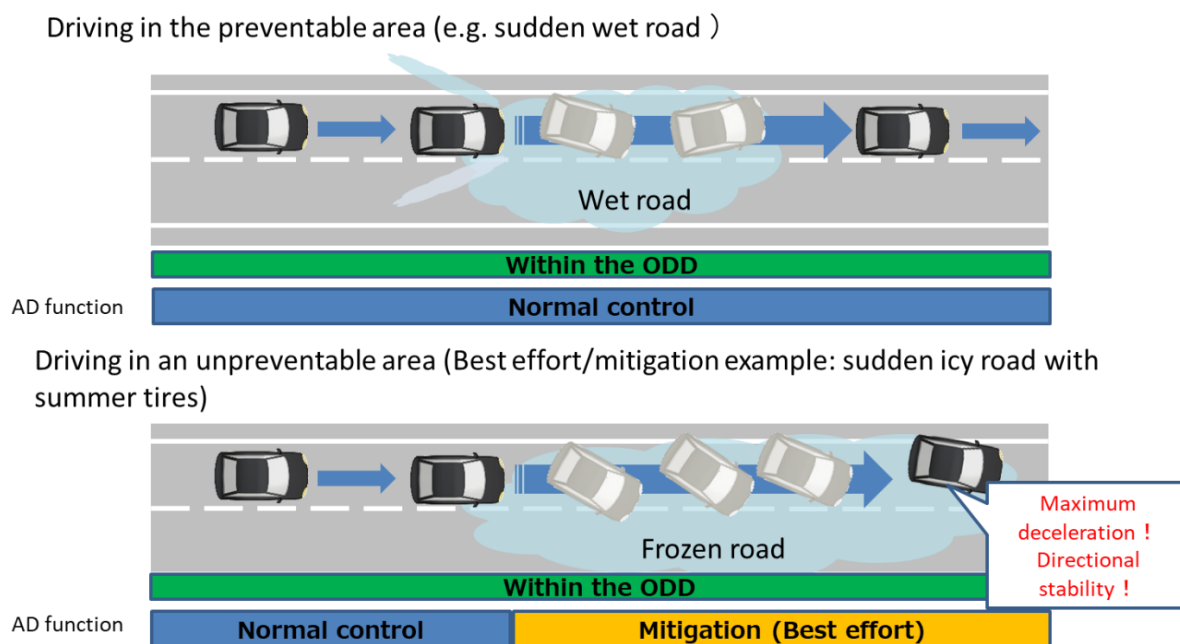 Driving in the preventable area (e.g. sudden wet road ）
Wet road
Within the ODD
AD function
Normal control
Driving in an unpreventable area (Best effort/mitigation example: sudden icy road with
summer tires)
Frozen road
Maximum
deceleration！
Directional
stability！
Within the ODD
AD function
Normal control
Mitigation (Best effort)